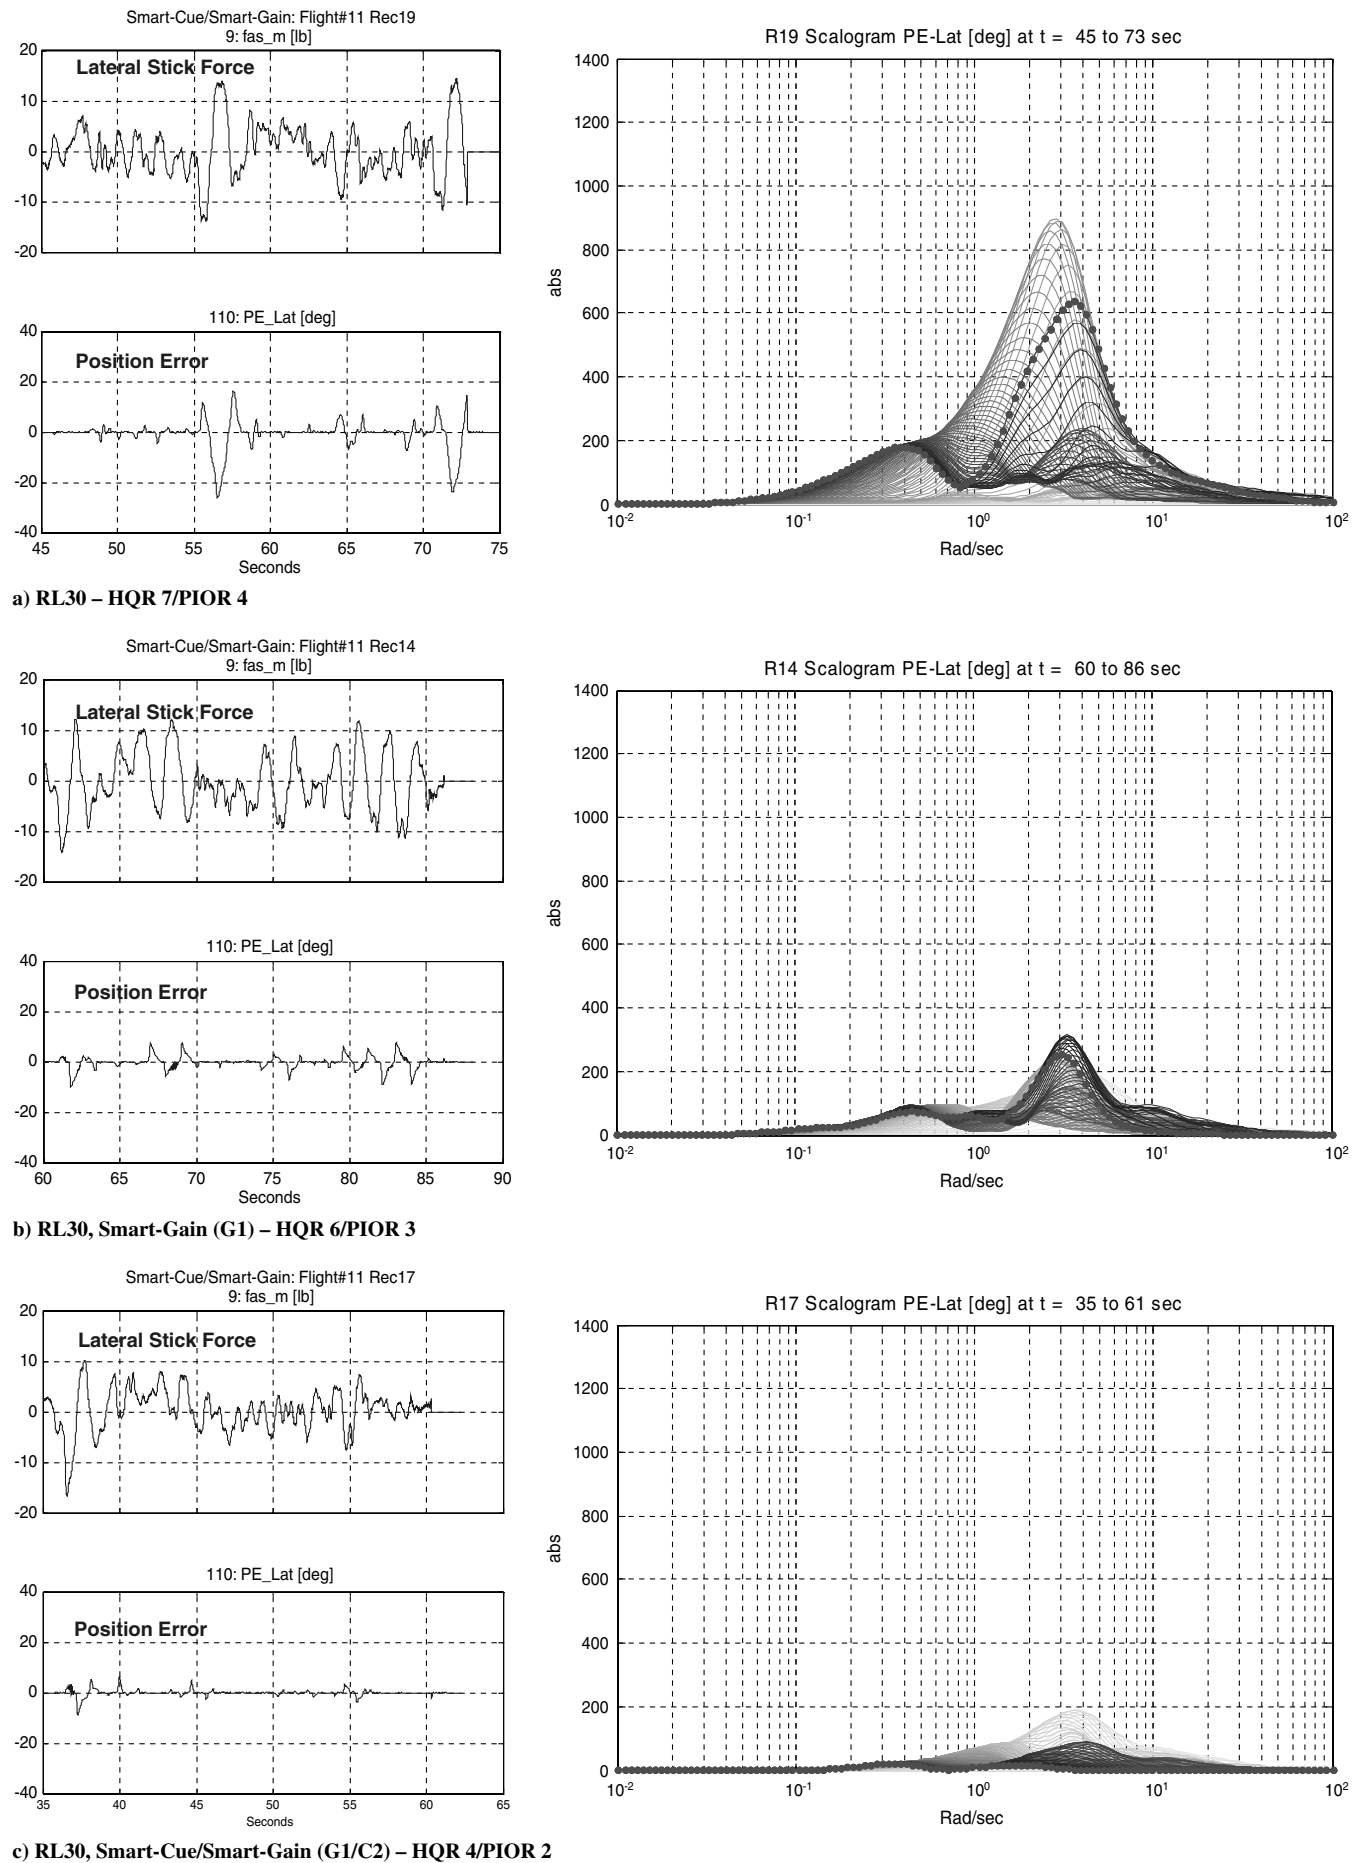 Smart-Cue/Smart-Gain: Flight#11 Rec19
9: fas_m [lb]
20
10
0
-10
-20
Lateral Stick Force
110: PE_Lat [deg]
40
20
0
-20
-40
Position Error
45 50 55 60 65 70 75
Seconds
R19 Scalogram PE-Lat [deg] at t = 45 to 73 sec
1400
1200
1000
800
600
400
200
0
abs
10-2 10-1 100 101 102
Rad/sec
a) RL30 – HQR 7/PIOR 4
Smart-Cue/Smart-Gain: Flight#11 Rec14
9: fas_m [lb]
20
10
0
-10
-20
Lateral Stick Force
110: PE_Lat [deg]
40
20
0
-20
-40
Position Error
60 65 70 75 80 85 90
Seconds
R14 Scalogram PE-Lat [deg] at t = 60 to 86 sec
1400
1200
1000
800
600
400
200
0
abs
10-2 10-1 100 101 102
Rad/sec
b) RL30, Smart-Gain (G1) – HQR 6/PIOR 3
Smart-Cue/Smart-Gain: Flight#11 Rec17
9: fas_m [lb]
20
10
0
-10
-20
Lateral Stick Force
110: PE_Lat [deg]
40
20
0
-20
-40
Position Error
35 40 45 50 55 60 65
Seconds
R17 Scalogram PE-Lat [deg] at t = 35 to 61 sec
1400
1200
1000
800
600
400
200
0
abs
10-2 10-1 100 101 102
Rad/sec
c) RL30, Smart-Cue/Smart-Gain (G1/C2) – HQR 4/PIOR 2